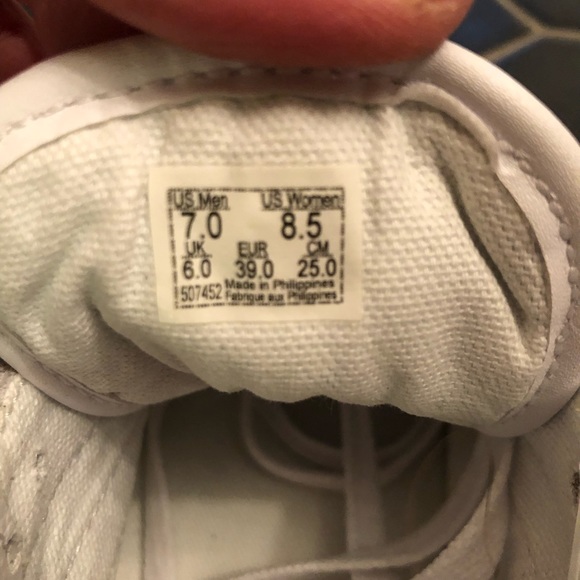 US Men US Women
7.0 8.5
UK EUR CM
6.0 39.0 25.0
507452 Made in Philippines
Fabrique aux Philippines